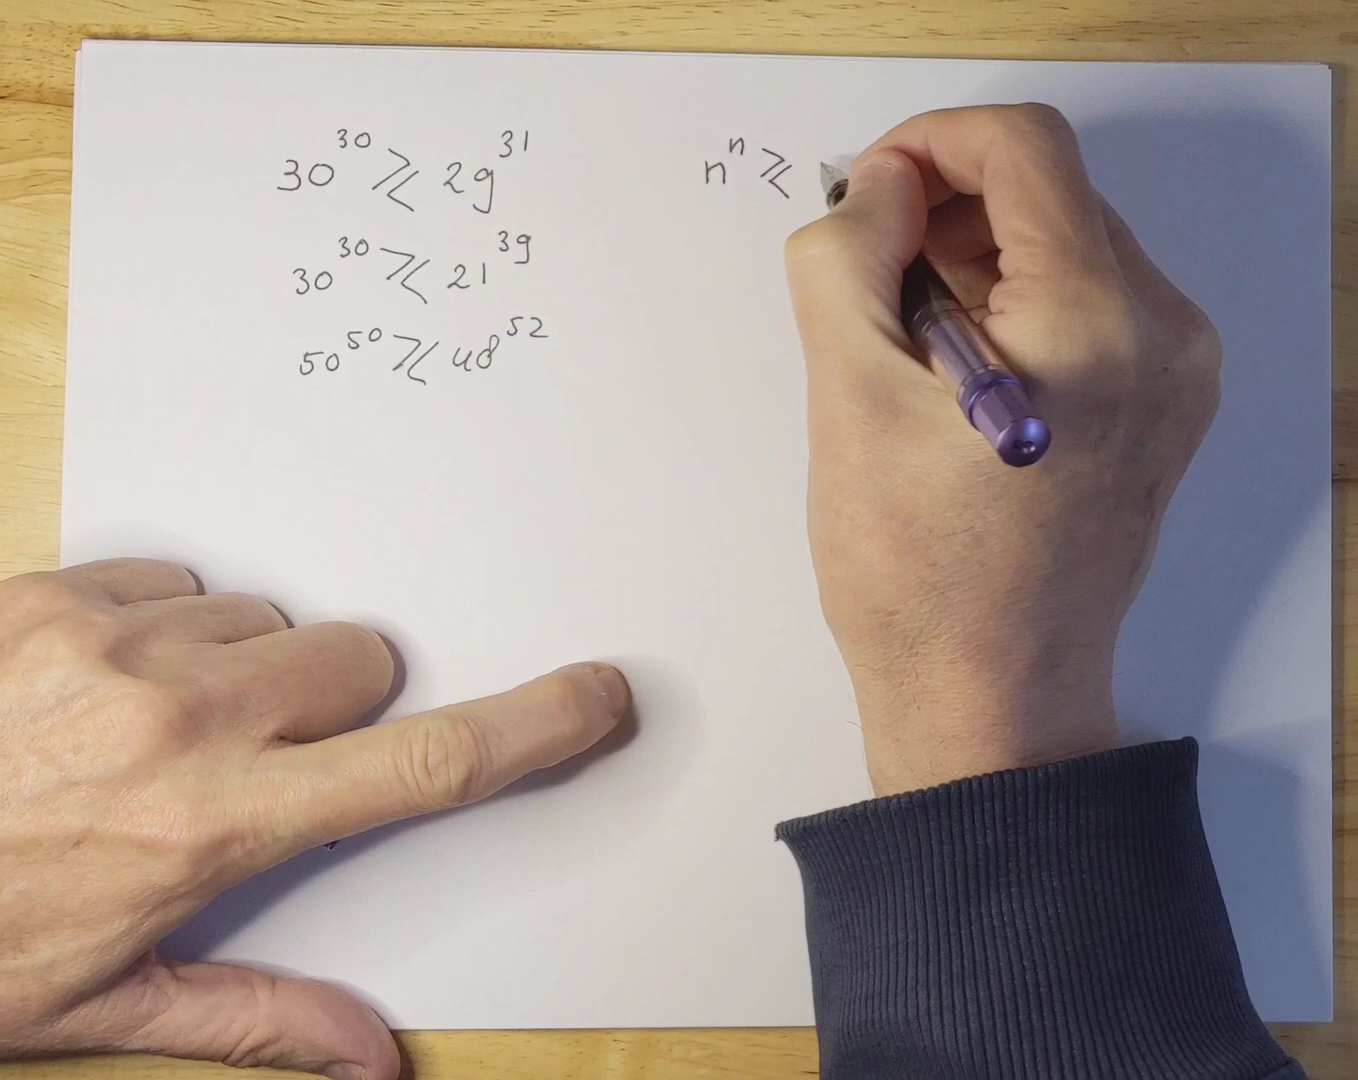 30^30 ⋛ 29^31
30^30 ⋛ 21^39
50^50 ⋛ 48^52
n^n ⋛